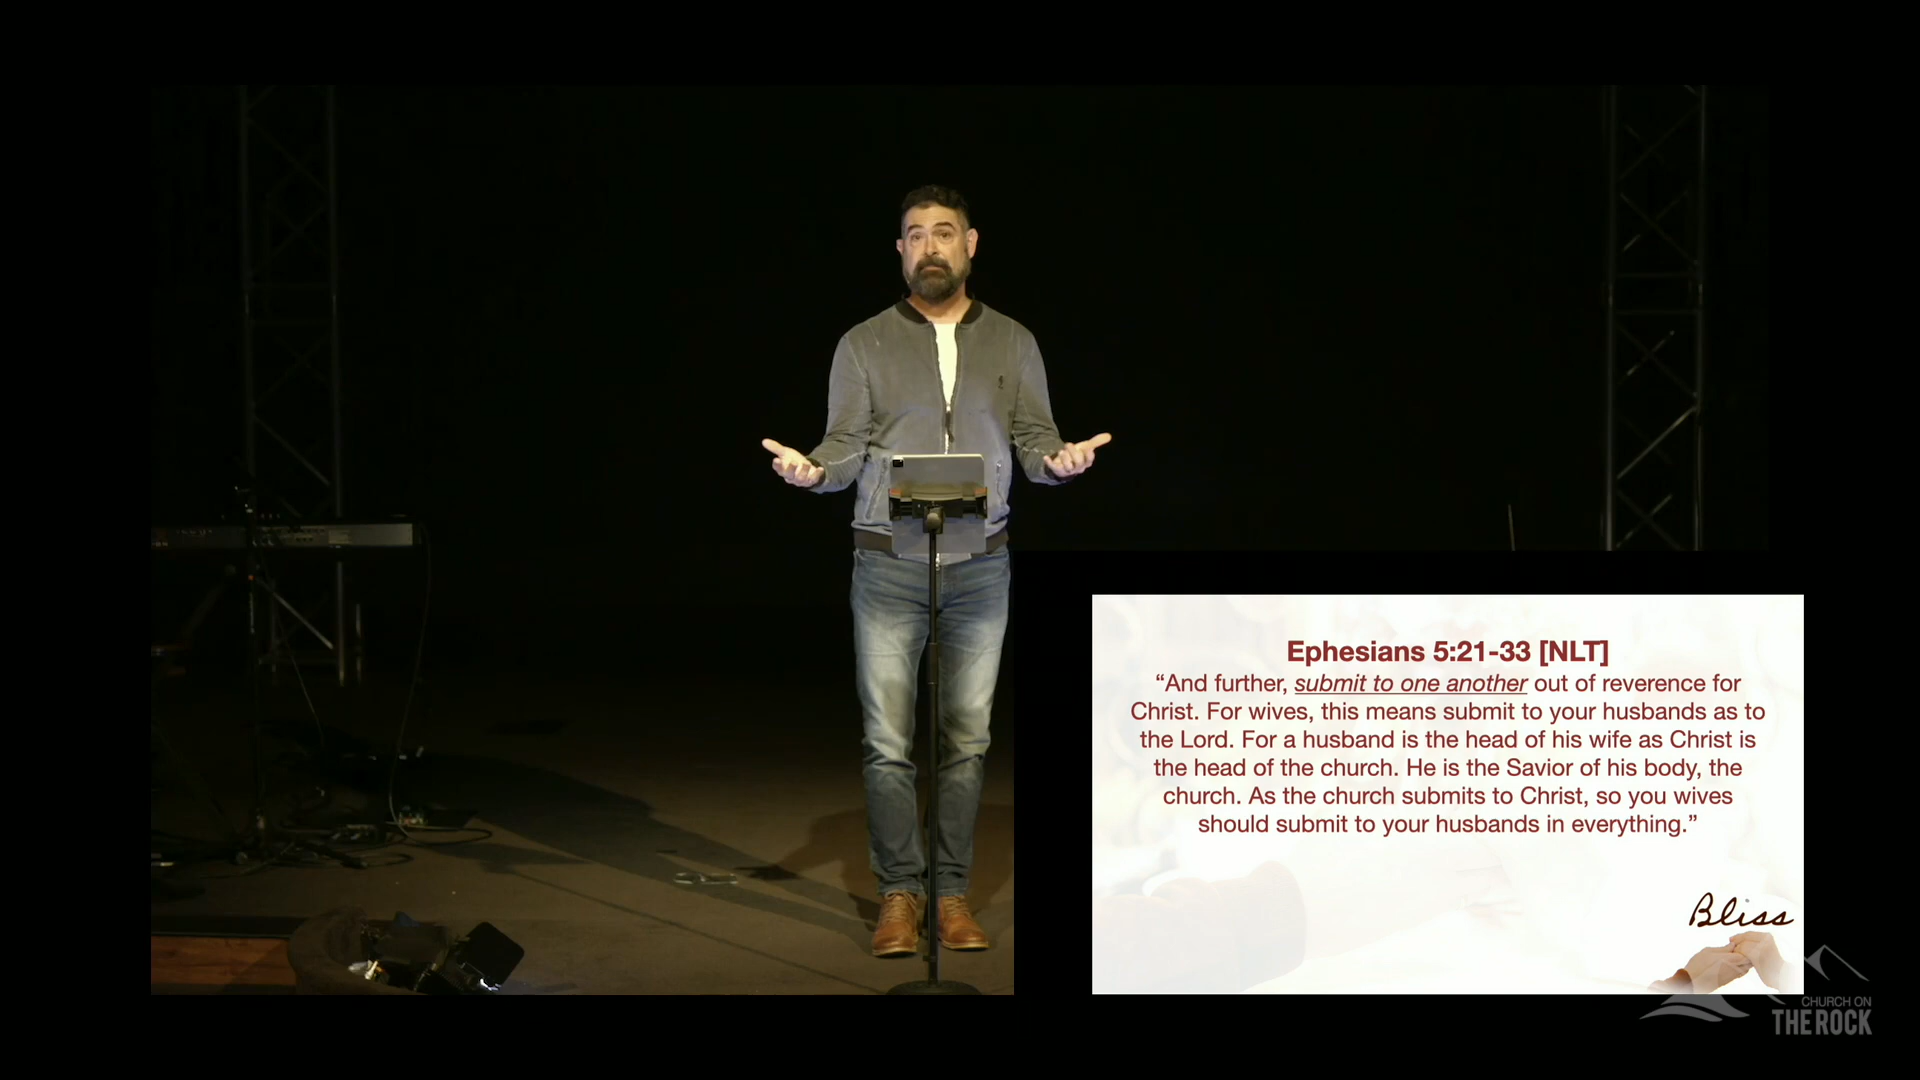 Ephesians 5:21-33 [NLT]
“And further, submit to one another out of reverence for
Christ. For wives, this means submit to your husbands as to
the Lord. For a husband is the head of his wife as Christ is
the head of the church. He is the Savior of his body, the
church. As the church submits to Christ, so you wives
should submit to your husbands in everything.”
Bliss
CHURCH ON
THE ROCK